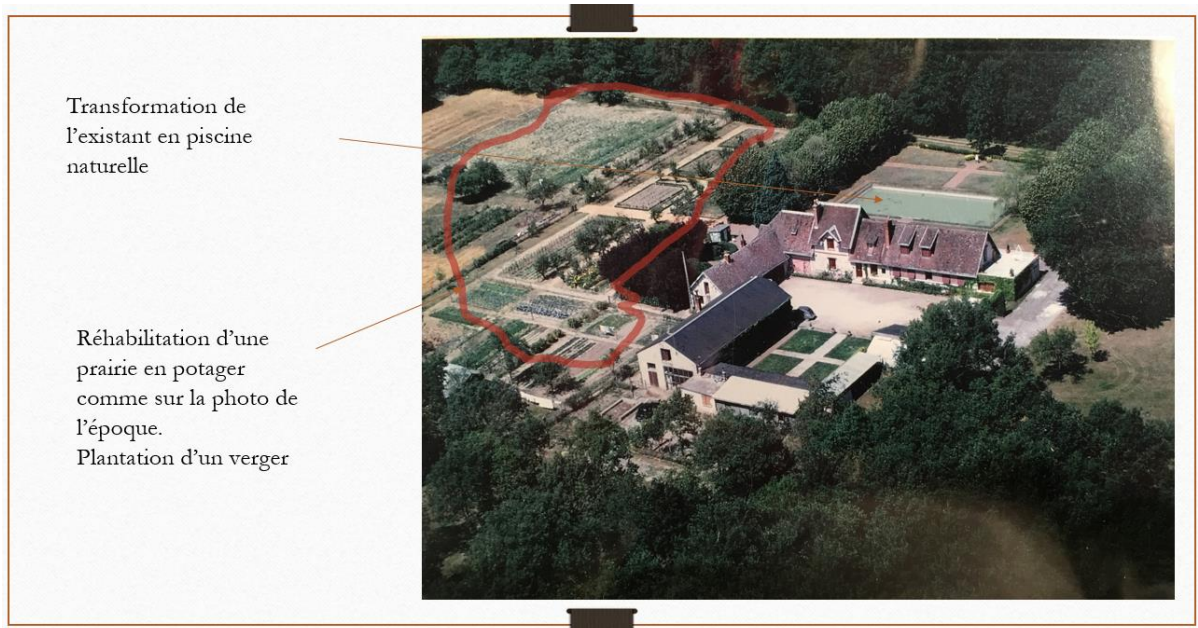 Transformation de
l’existant en piscine
naturelle
Réhabilitation d’une
prairie en potager
comme sur la photo de
l’époque.
Plantation d’un verger